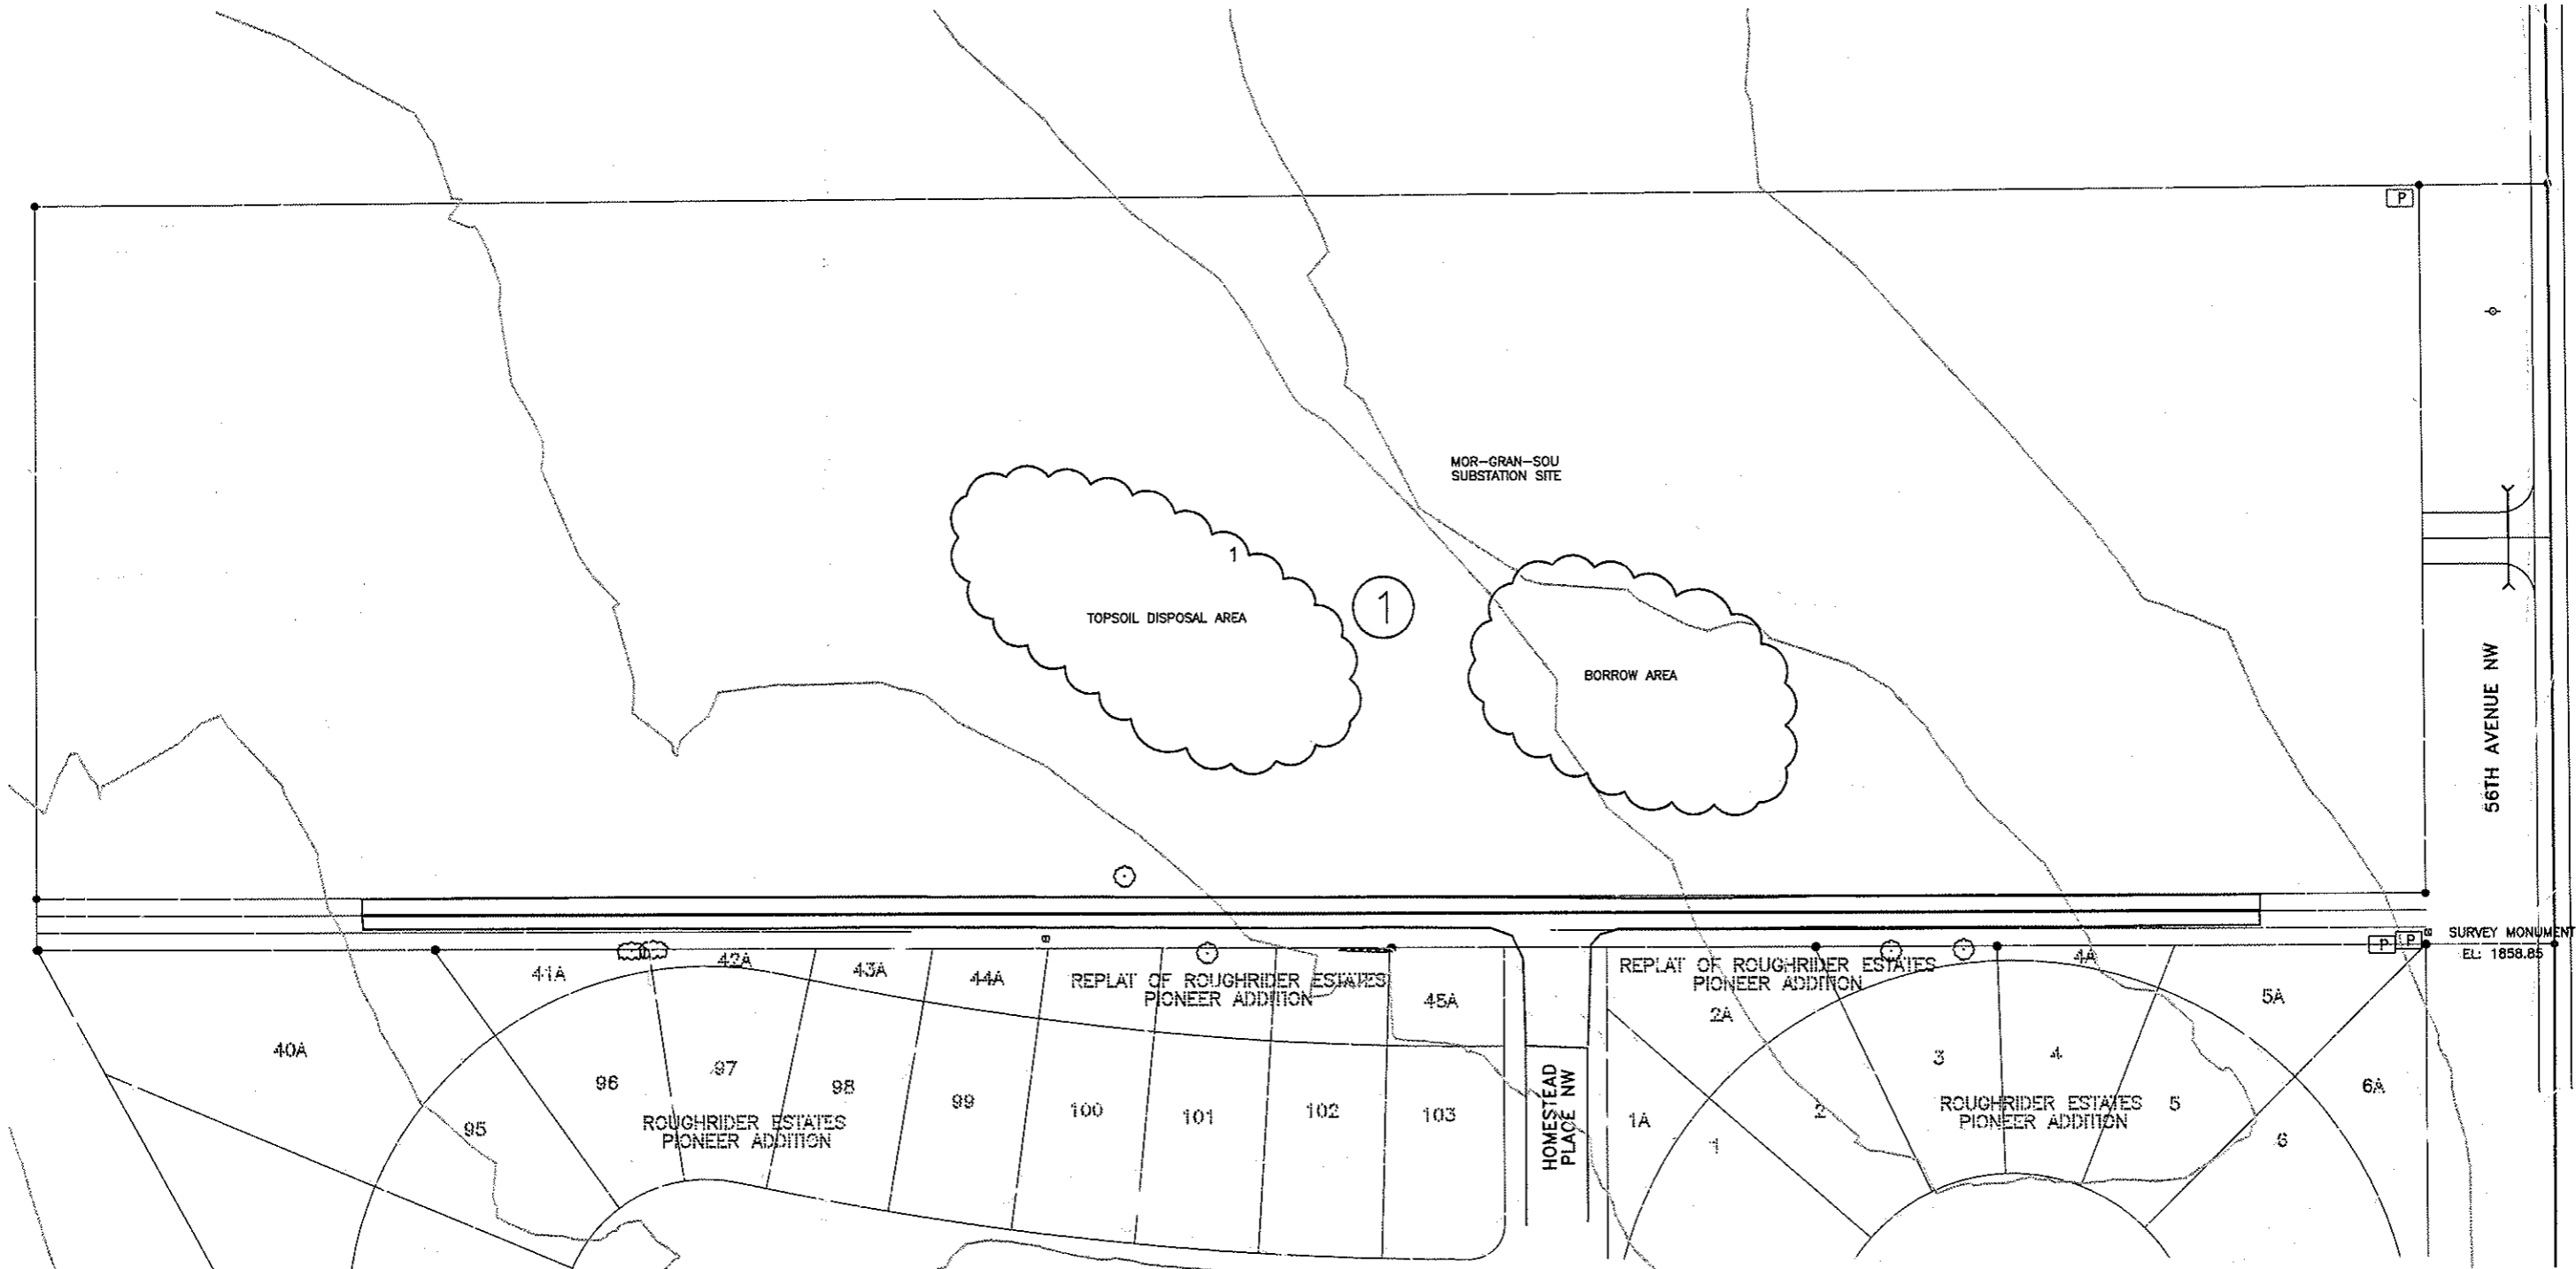 P
MOR-GRAN-SOU
SUBSTATION SITE
1
1
TOPSOIL DISPOSAL AREA
BORROW AREA
56TH AVENUE NW
SURVEY MONUMENT
EL: 1858.85
P
P
41A
42A
43A
44A
REPLAT OF ROUGHRIDER ESTATES
PIONEER ADDITION
45A
REPLAT OF ROUGHRIDER ESTATES
PIONEER ADDITION
4A
5A
2A
40A
96
97
98
99
100
101
102
103
HOMESTEAD
PLACE NW
1A
1
2
3
4
5
6
6A
95
ROUGHRIDER ESTATES
PIONEER ADDITION
ROUGHRIDER ESTATES
PIONEER ADDITION